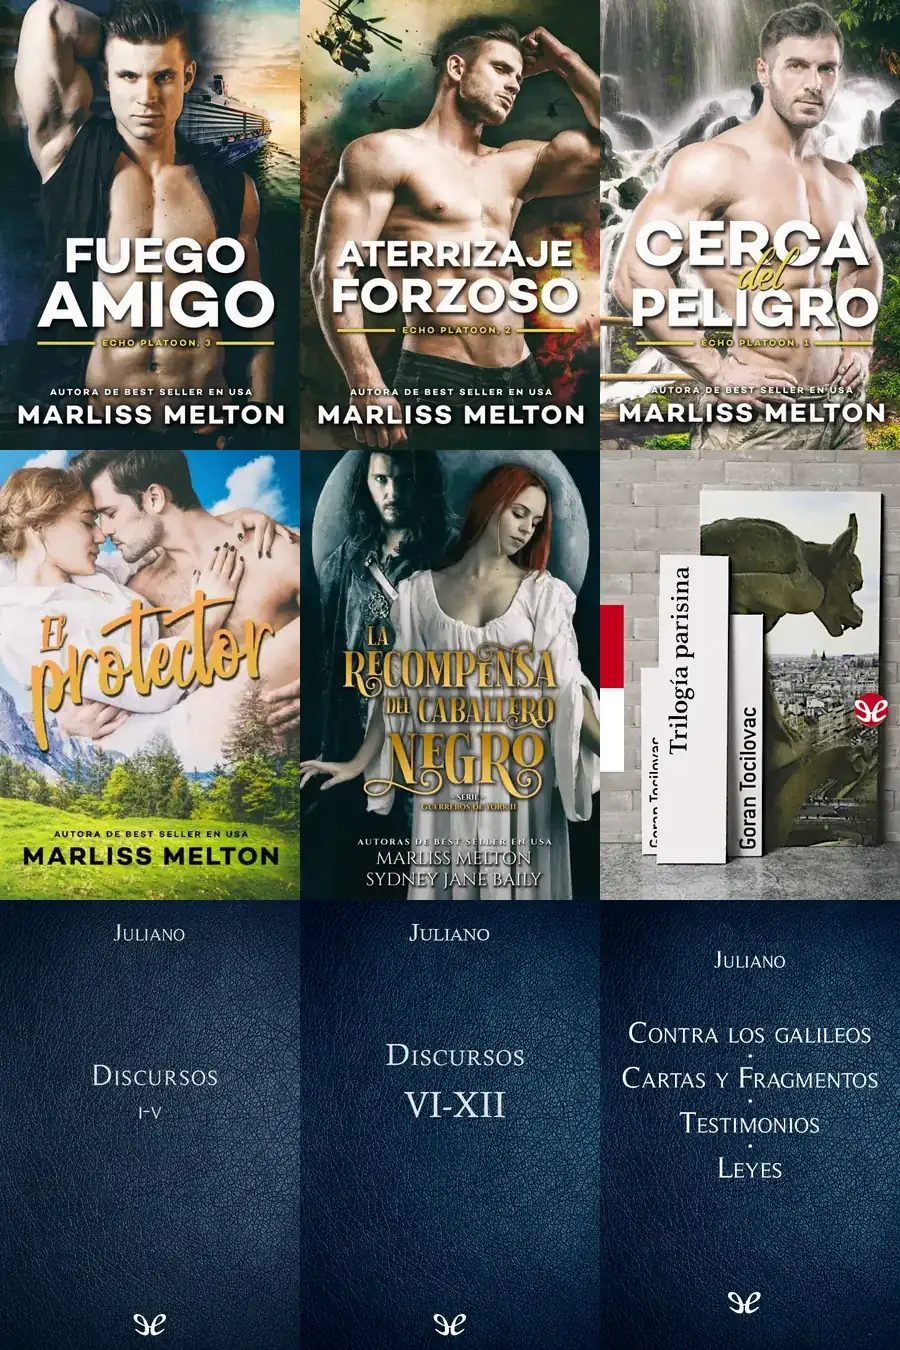 FUEGO
AMIGO
ECHO PLATOON, 3
AUTORA DE BEST SELLER EN USA
MARLISS MELTON
ATERRIZAJE
FORZOSO
ECHO PLATOON, 2
AUTORA DE BEST SELLER EN USA
MARLISS MELTON
CERCA
del
PELIGRO
ECHO PLATOON, 1
AUTORA DE BEST SELLER EN USA
MARLISS MELTON
El
protector
AUTORA DE BEST SELLER EN USA
MARLISS MELTON
LA
RECOMPENSA
DEL CABALLERO
NEGRO
- SERIE -
GUERREROS DE YORK II
AUTORAS DE BEST SELLER EN USA
MARLISS MELTON
SYDNEY JANE BAILY
Goran Tocilovac
Trilogía parisina
Goran Tocilovac
JULIANO
DISCURSOS
I-V
JULIANO
DISCURSOS
VI-XII
JULIANO
CONTRA LOS GALILEOS
·
CARTAS Y FRAGMENTOS
·
TESTIMONIOS
·
LEYES